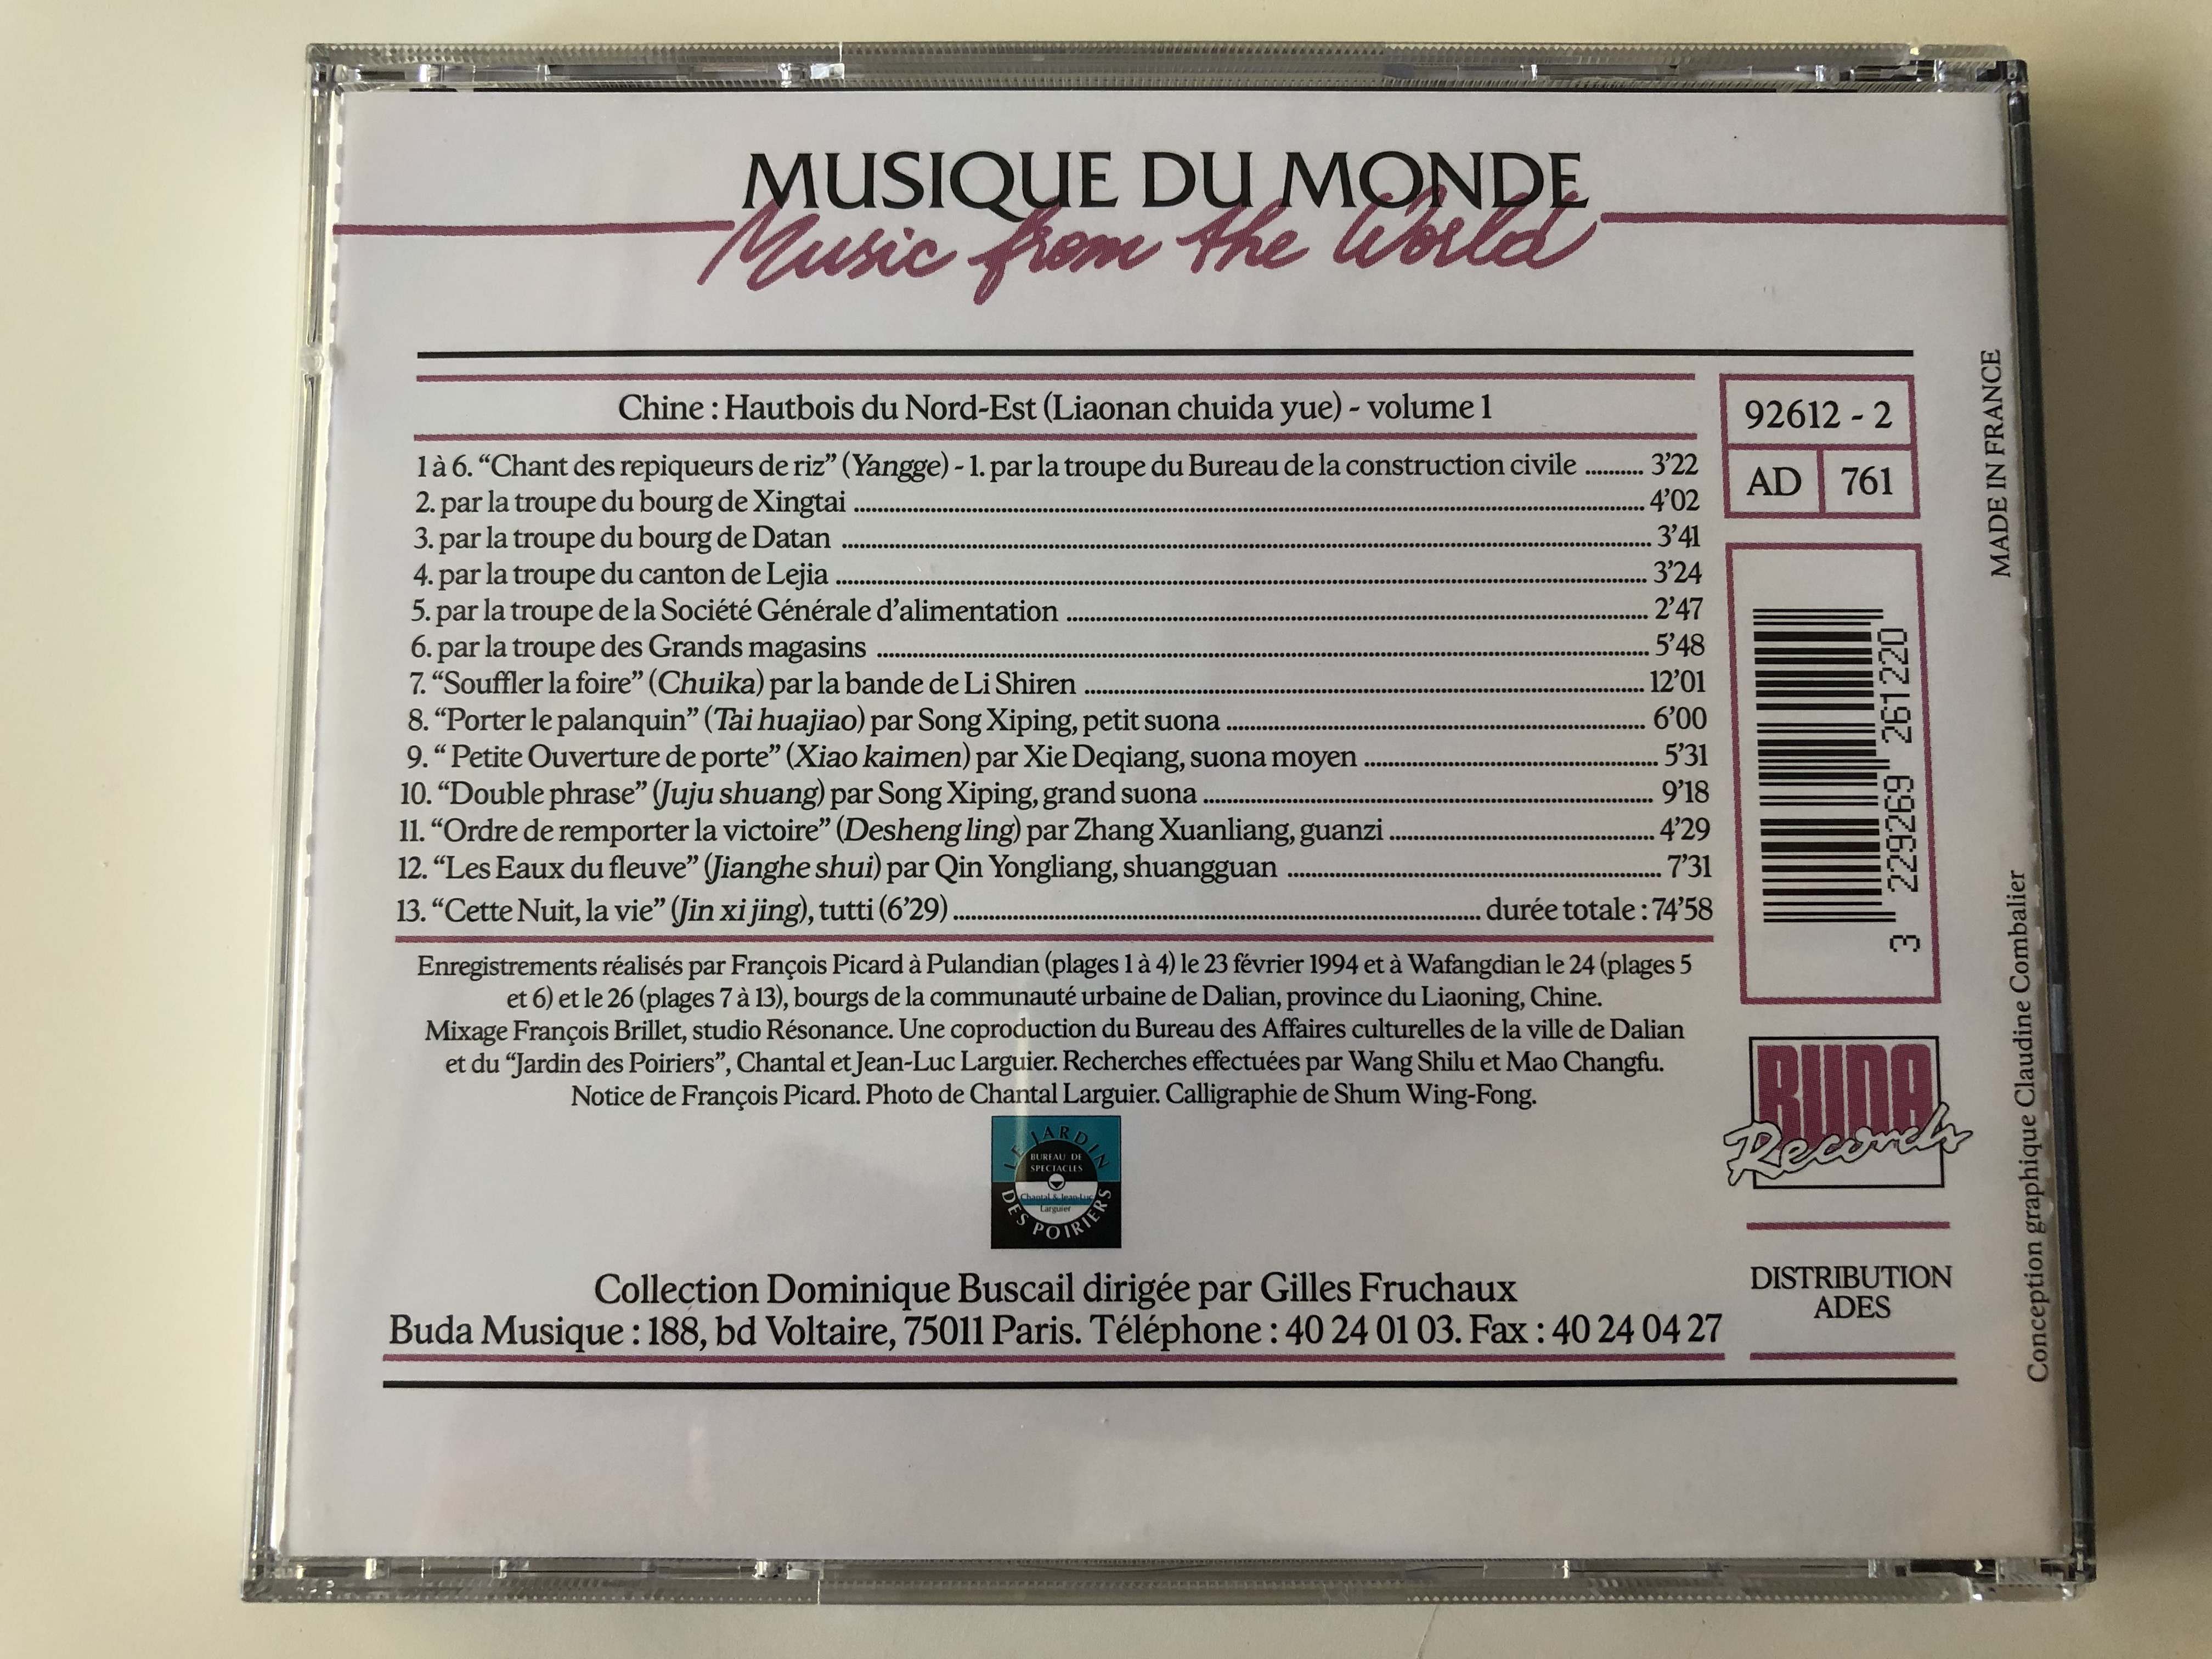 MUSIQUE DU MONDE
Music from the World
Chine : Hautbois du Nord-Est (Liaonan chuida yue) - volume 1
1 à 6. “Chant des repiqueurs de riz” (Yangge) - 1. par la troupe du Bureau de la construction civile .......... 3’22
2. par la troupe du bourg de Xingtai .......... 4’02
3. par la troupe du bourg de Datan .......... 3’41
4. par la troupe du canton de Lejia .......... 3’24
5. par la troupe de la Société Générale d’alimentation .......... 2’47
6. par la troupe des Grands magasins .......... 5’48
7. “Souffler la foire” (Chuika) par la bande de Li Shiren .......... 12’01
8. “Porter le palanquin” (Tai huajiao) par Song Xiping, petit suona .......... 6’00
9. “ Petite Ouverture de porte” (Xiao kaimen) par Xie Deqiang, suona moyen .......... 5’31
10. “Double phrase” (Juju shuang) par Song Xiping, grand suona .......... 9’18
11. “Ordre de remporter la victoire” (Desheng ling) par Zhang Xuanliang, guanzi .......... 4’29
12. “Les Eaux du fleuve” (Jianghe shui) par Qin Yongliang, shuangguan .......... 7’31
13. “Cette Nuit, la vie” (Jin xi jing), tutti (6’29) .......... durée totale : 74’58
Enregistrements réalisés par François Picard à Pulandian (plages 1 à 4) le 23 février 1994 et à Wafangdian le 24 (plages 5
et 6) et le 26 (plages 7 à 13), bourgs de la communauté urbaine de Dalian, province du Liaoning, Chine.
Mixage François Brillet, studio Résonance. Une coproduction du Bureau des Affaires culturelles de la ville de Dalian
et du “Jardin des Poiriers”, Chantal et Jean-Luc Larguier. Recherches effectuées par Wang Shilu et Mao Changfu.
Notice de François Picard. Photo de Chantal Larguier. Calligraphie de Shum Wing-Fong.
LE JARDIN
BUREAU DE
SPECTACLES
Chantal & Jean-Luc
Larguier
DES POIRIERS
Collection Dominique Buscail dirigée par Gilles Fruchaux
Buda Musique : 188, bd Voltaire, 75011 Paris. Téléphone : 40 24 01 03. Fax : 40 24 04 27
92612 - 2
AD 761
3 229269 261220
BUDA
Records
DISTRIBUTION
ADES
MADE IN FRANCE
Conception graphique Claudine Combalier